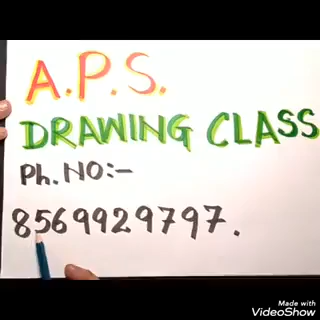 A.P.S.
DRAWING CLASS
Ph. NO:-
8569929797.
Made with
VideoShow